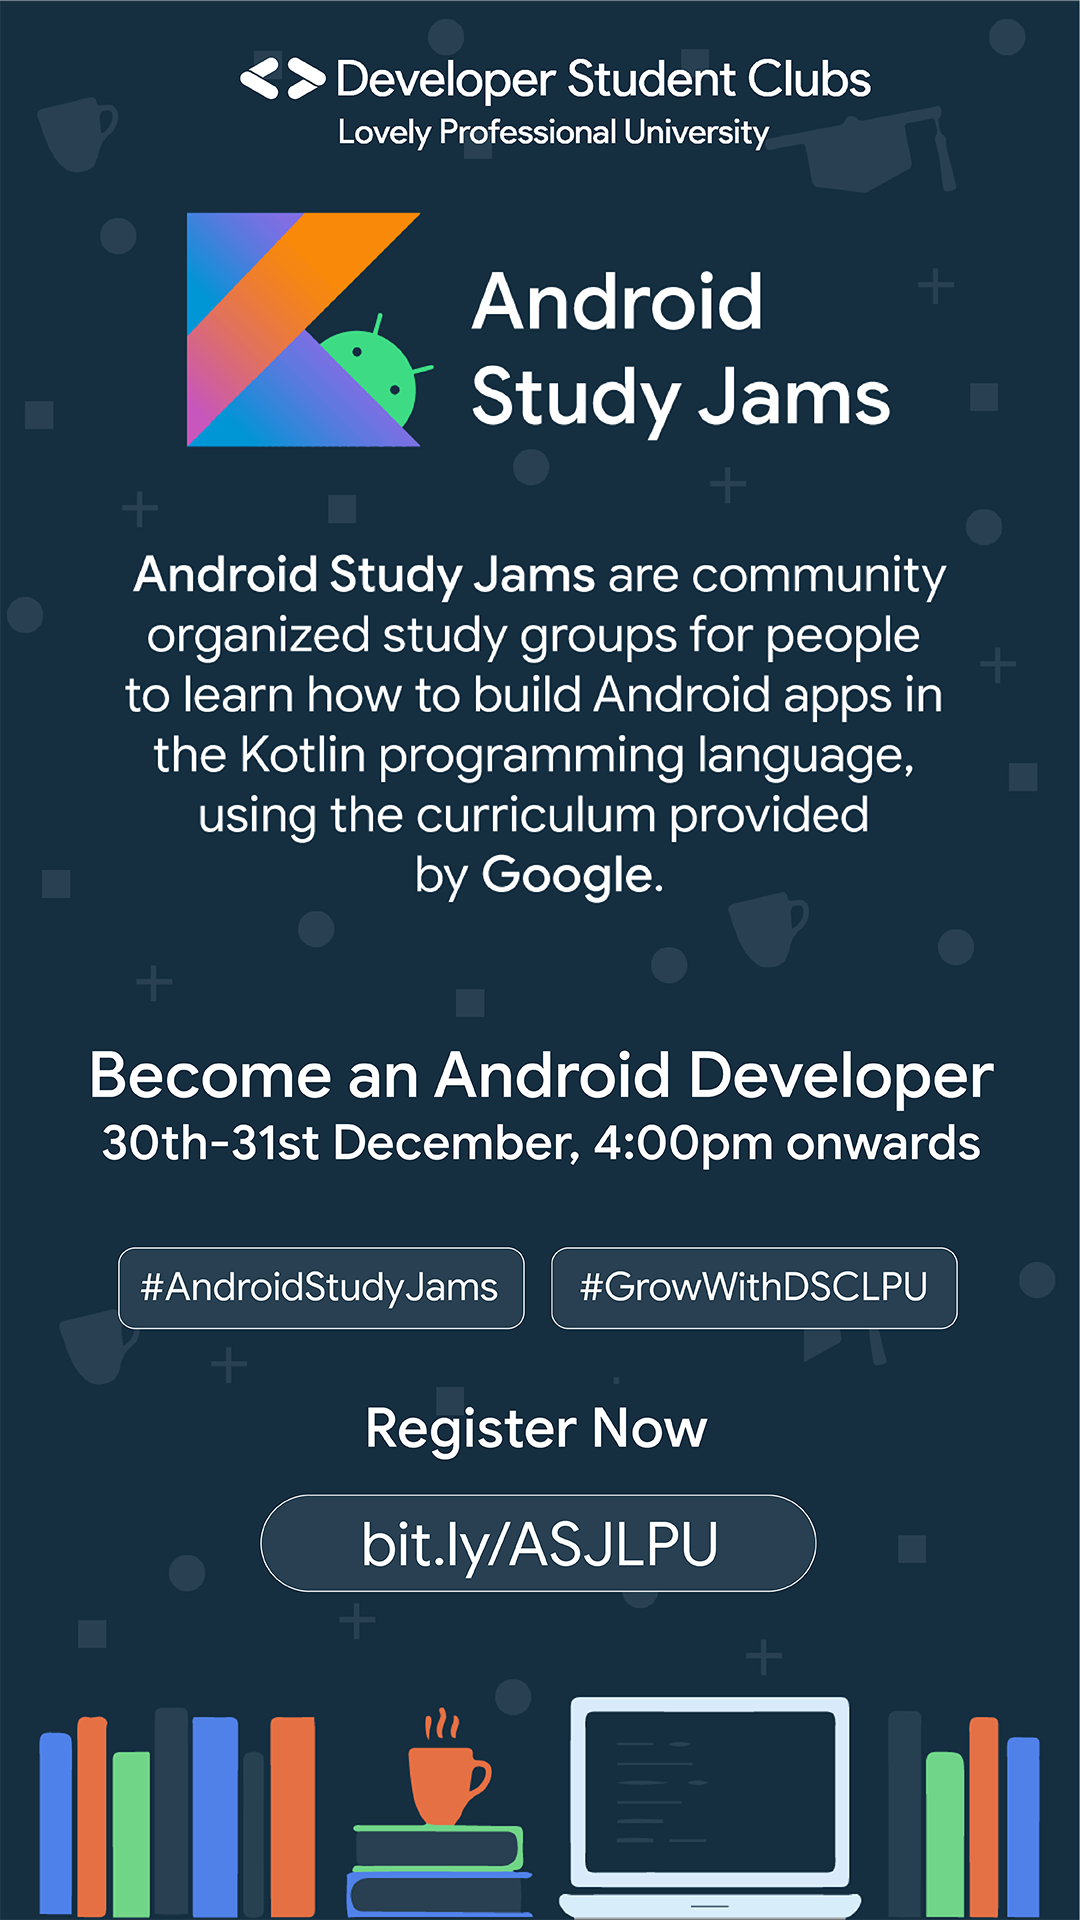 Developer Student Clubs
Lovely Professional University
Android
Study Jams
Android Study Jams are community
organized study groups for people
to learn how to build Android apps in
the Kotlin programming language,
using the curriculum provided
by Google.
Become an Android Developer
30th-31st December, 4:00pm onwards
#AndroidStudyJams
#GrowWithDSCLPU
Register Now
bit.ly/ASJLPU